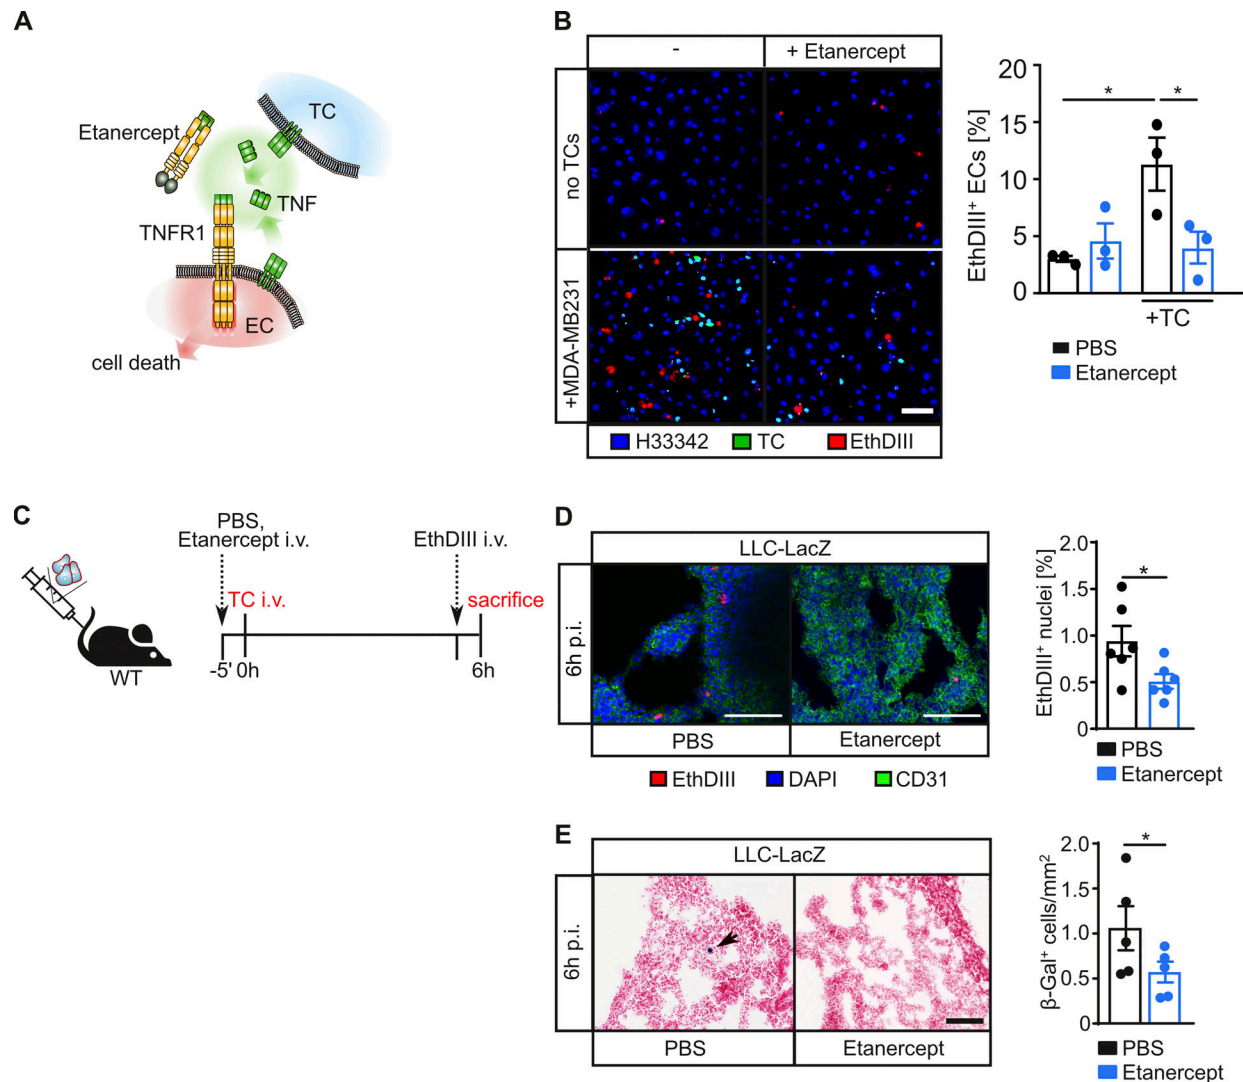 A
Etanercept
TC
TNF
TNFR1
EC
cell death
B
-
+ Etanercept
no TCs
+MDA-MB231
H33342
TC
EthDIII
EthDIII⁺ ECs [%]
20
15
10
5
0
*
*
+TC
PBS
Etanercept
C
PBS,
Etanercept i.v.
TC i.v.
EthDIII i.v.
sacrifice
WT
-5' 0h
6h
D
LLC-LacZ
6h p.i.
PBS
Etanercept
EthDIII
DAPI
CD31
EthDIII⁺ nuclei [%]
2.0
1.5
1.0
0.5
0
*
PBS
Etanercept
E
LLC-LacZ
6h p.i.
PBS
Etanercept
β-Gal⁺ cells/mm²
2.0
1.5
1.0
0.5
0
*
PBS
Etanercept